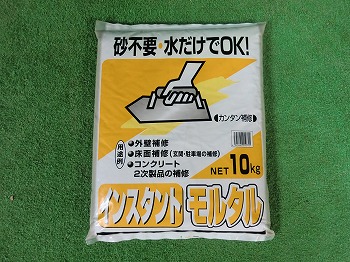 砂不要・水だけでOK!
カンタン補修
用途例
●外壁補修
●床面補修(玄関・駐車場の補修)
●コンクリート
2次製品の補修
NET 10kg
インスタント モルタル